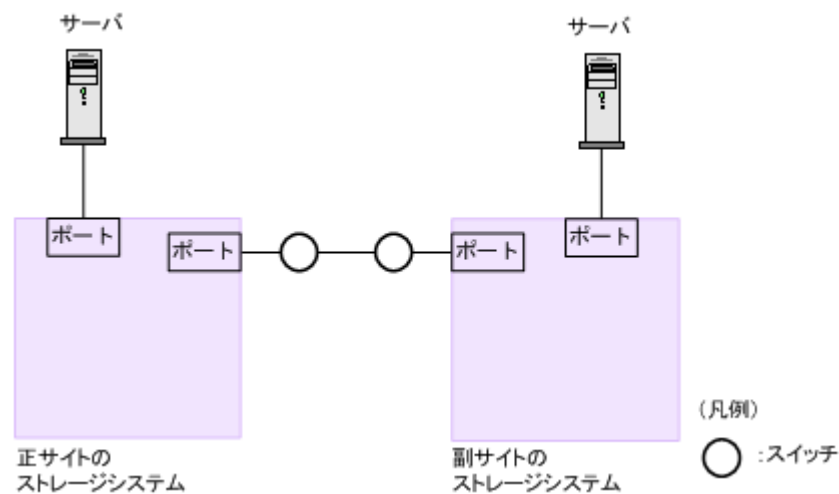 サーバ
サーバ
ポート
ポート
ポート
ポート
正サイトの
ストレージシステム
副サイトの
ストレージシステム
(凡例)
:スイッチ